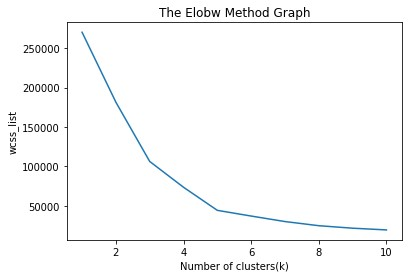 The Elobw Method Graph
250000
200000
150000
100000
50000
wcss_list
2 4 6 8 10
Number of clusters(k)